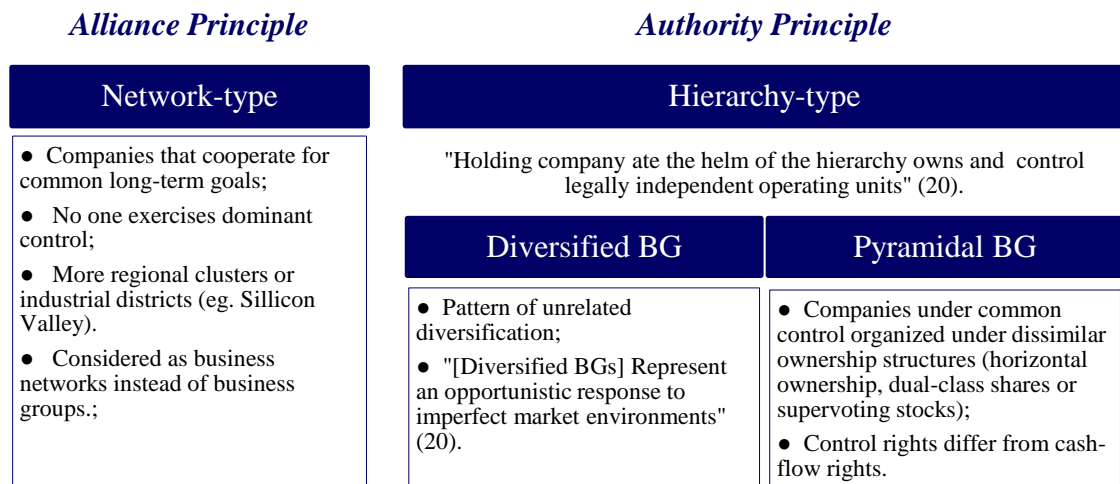 Alliance Principle
Authority Principle
Network-type
● Companies that cooperate for
common long-term goals;
● No one exercises dominant
control;
● More regional clusters or
industrial districts (eg. Sillicon
Valley).
● Considered as business
networks instead of business
groups.;
Hierarchy-type
"Holding company ate the helm of the hierarchy owns and control
legally independent operating units" (20).
Diversified BG
● Pattern of unrelated
diversification;
● "[Diversified BGs] Represent
an opportunistic response to
imperfect market environments"
(20).
Pyramidal BG
● Companies under common
control organized under dissimilar
ownership structures (horizontal
ownership, dual-class shares or
supervoting stocks);
● Control rights differ from cash-
flow rights.